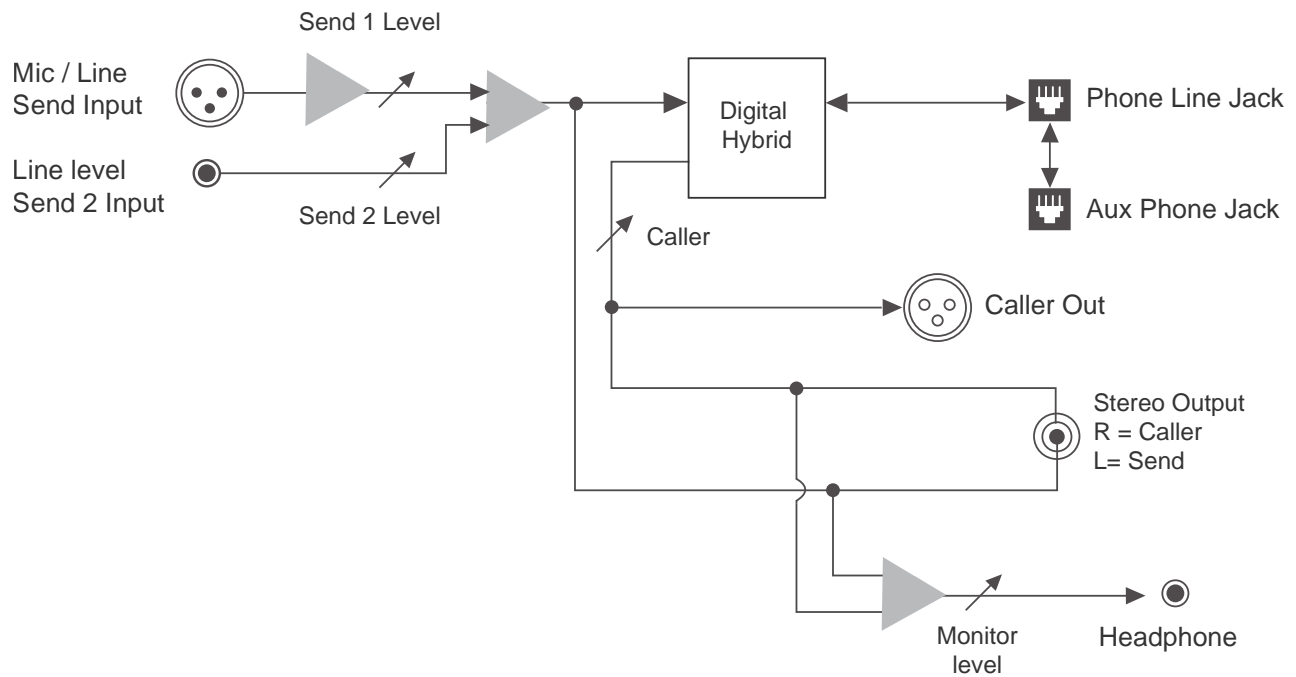 Send 1 Level
Mic / Line
Send Input
Line level
Send 2 Input
Send 2 Level
Digital
Hybrid
Phone Line Jack
Aux Phone Jack
Caller
Caller Out
Stereo Output
R = Caller
L= Send
Monitor
level
Headphone